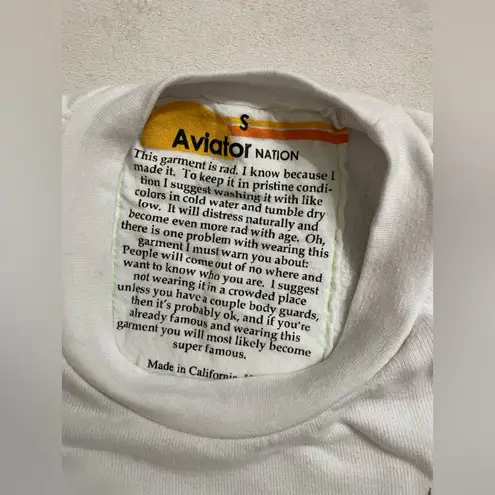 S
Aviator NATION
This garment is rad. I know because I
made it. To keep it in pristine condi-
tion I suggest washing it with like
colors in cold water and tumble dry
low. It will distress naturally and
become even more rad with age. Oh,
there is one problem with wearing this
garment I must warn you about:
People will come out of no where and
want to know who you are. I suggest
not wearing it in a crowded place
unless you have a couple body guards,
then it's probably ok, and if you're
already famous and wearing this
garment you will most likely become
super famous.
Made in California,